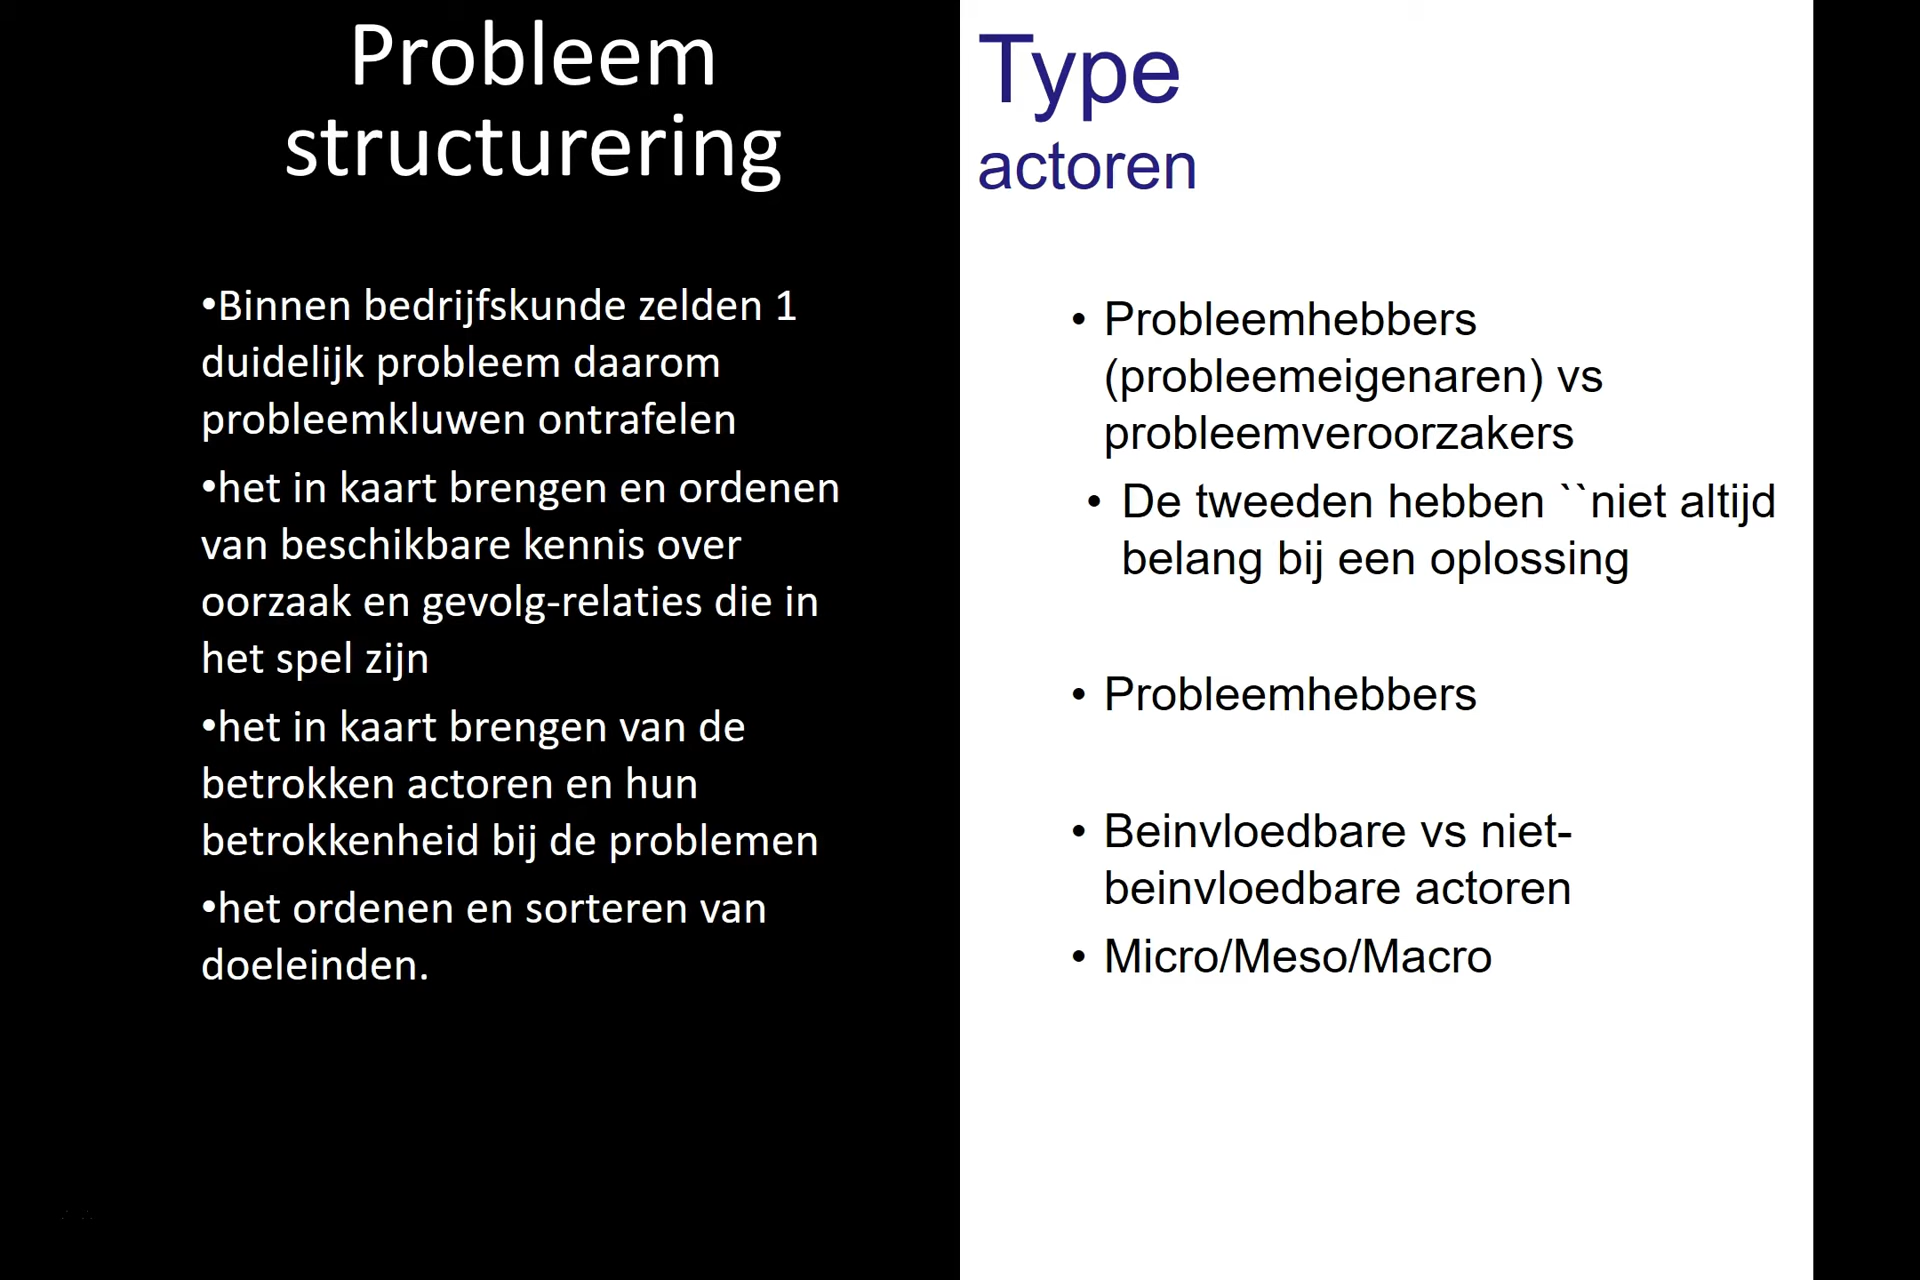 Probleem
structurering
•Binnen bedrijfskunde zelden 1
duidelijk probleem daarom
probleemkluwen ontrafelen
•het in kaart brengen en ordenen
van beschikbare kennis over
oorzaak en gevolg-relaties die in
het spel zijn
•het in kaart brengen van de
betrokken actoren en hun
betrokkenheid bij de problemen
•het ordenen en sorteren van
doeleinden.
Type
actoren
• Probleemhebbers
(probleemeigenaren) vs
probleemveroorzakers
• De tweeden hebben ``niet altijd
belang bij een oplossing
• Probleemhebbers
• Beinvloedbare vs niet-
beinvloedbare actoren
• Micro/Meso/Macro